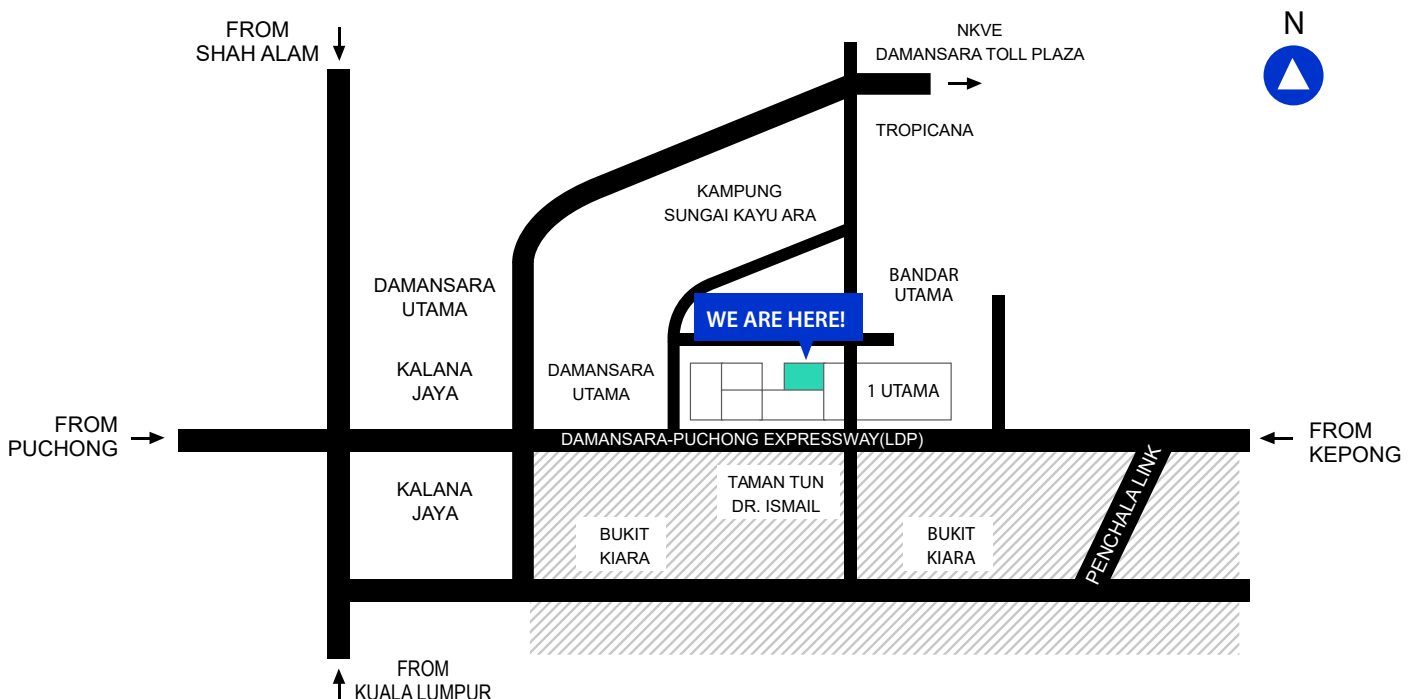 FROM
SHAH ALAM
NKVE
DAMANSARA TOLL PLAZA
N
TROPICANA
KAMPUNG
SUNGAI KAYU ARA
DAMANSARA
UTAMA
BANDAR
UTAMA
WE ARE HERE!
KALANA
JAYA
DAMANSARA
UTAMA
1 UTAMA
FROM
PUCHONG
DAMANSARA-PUCHONG EXPRESSWAY(LDP)
FROM
KEPONG
KALANA
JAYA
TAMAN TUN
DR. ISMAIL
BUKIT
KIARA
BUKIT
KIARA
PENCHALA LINK
FROM
KUALA LUMPUR